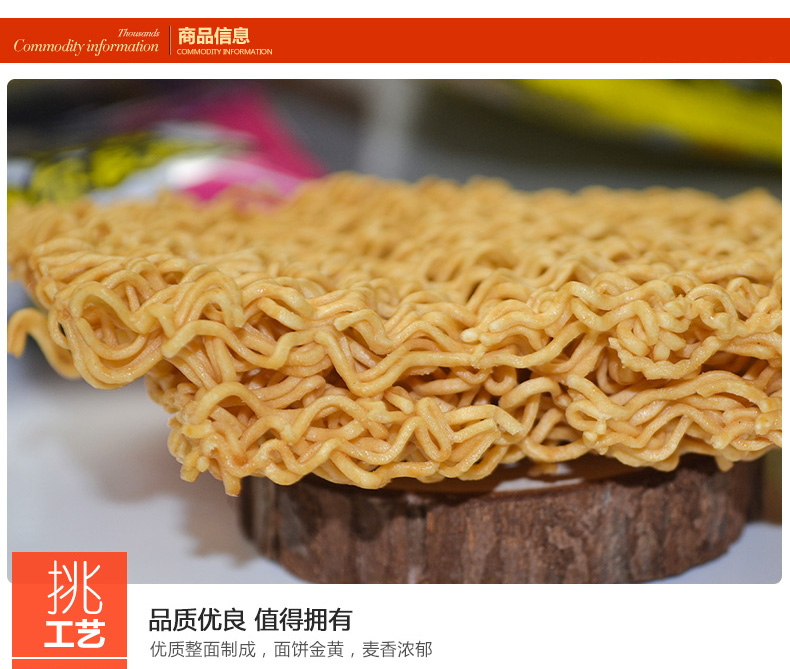 Thousands
Commodity information
商品信息
COMMODITY INFORMATION
挑
工艺
品质优良 值得拥有
优质整面制成，面饼金黄，麦香浓郁